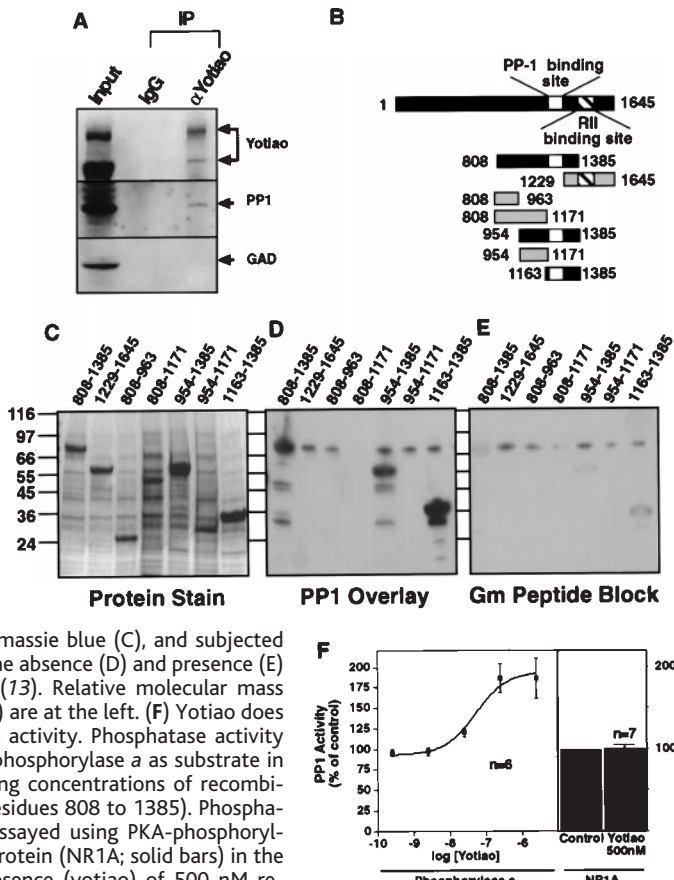 A
IP
Input
IgG
αYotiao
Yotiao
PP1
GAD
B
PP-1 binding
site
1 1645
RII
binding site
808 1385
1229 1645
808 963
808 1171
954 1385
954 1171
1163 1385
C
808-1385
1229-1645
808-963
808-1171
954-1385
954-1171
1163-1385
116
97
66
55
45
36
24
Protein Stain
D
808-1385
1229-1645
808-963
808-1171
954-1385
954-1171
1163-1385
PP1 Overlay
E
808-1385
1229-1645
808-963
808-1171
954-1385
954-1171
1163-1385
Gm Peptide Block
massie blue (C), and subjected
ne absence (D) and presence (E)
(13). Relative molecular mass
) are at the left. (F) Yotiao does
t activity. Phosphatase activity
phosphorylase a as substrate in
ng concentrations of recombi-
esidues 808 to 1385). Phospha-
assayed using PKA-phosphoryl-
rotein (NR1A; solid bars) in the
esence (yotiao) of 500 nM re-
F
PP1 Activity
(% of control)
200
175
150
125
100
75
50
25
0
n=6
-10 -9 -8 -7 -6
log [Yotiao]
n=7
200
100
Control Yotiao
500nM
Phosphorylase a
NR1A